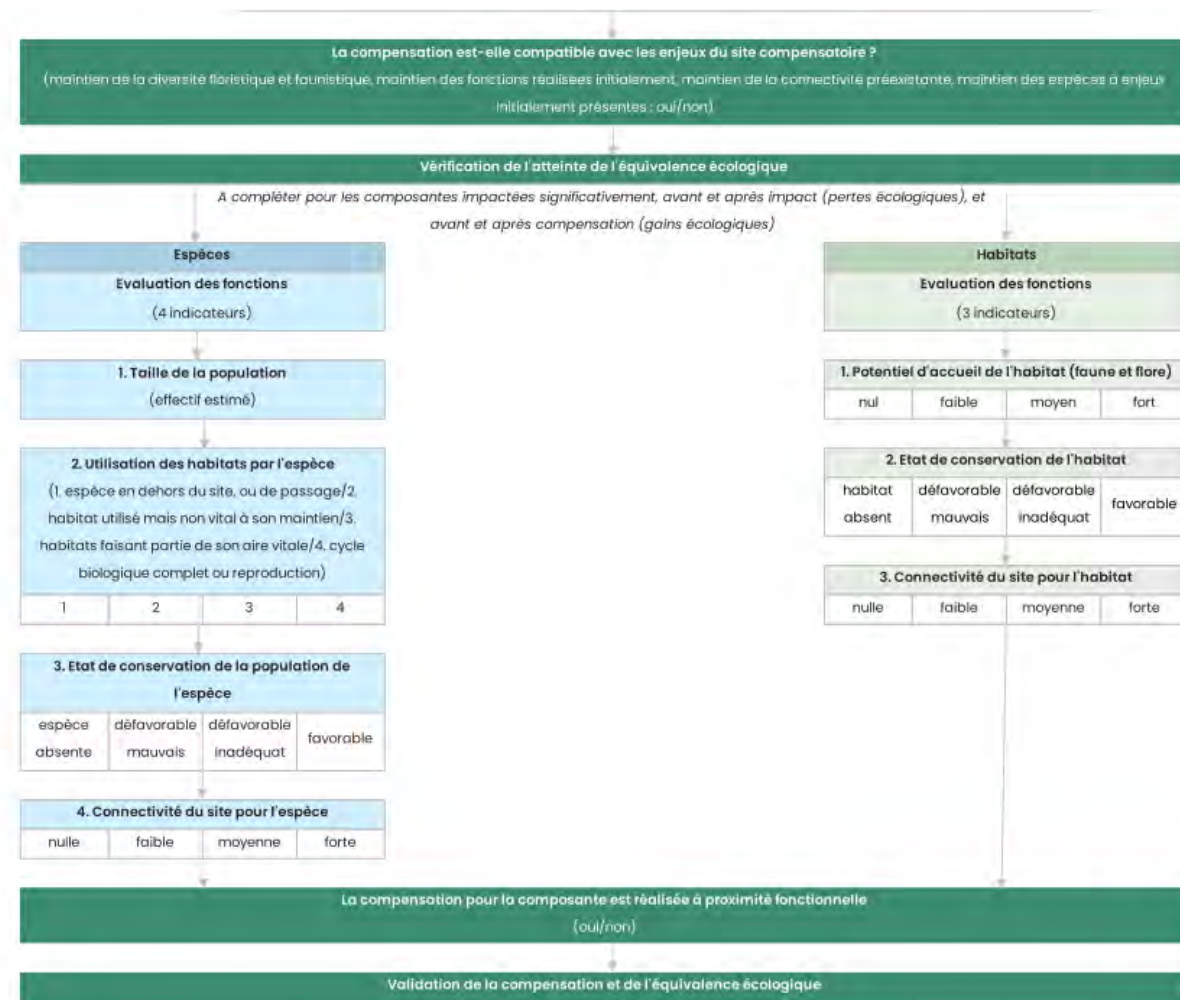 La compensation est-elle compatible avec les enjeux du site compensatoire ?
(maintien de la diversité floristique et faunistique, maintien des fonctions réalisées initialement, maintien de la connectivité préexistante, maintien des espèces à enjeux
initialement présentes : oui/non)
Vérification de l'atteinte de l'équivalence écologique
A compléter pour les composantes impactées significativement, avant et après impact (pertes écologiques), et
avant et après compensation (gains écologiques)
Espèces
Evaluation des fonctions
(4 indicateurs)
1. Taille de la population
(effectif estimé)
2. Utilisation des habitats par l'espèce
(1. espèce en dehors du site, ou de passage/2.
habitat utilisé mais non vital à son maintien/3.
habitats faisant partie de son aire vitale/4. cycle
biologique complet ou reproduction)
1 2 3 4
3. Etat de conservation de la population de
l'espèce
espèce défavorable défavorable favorable
absente mauvais inadéquat
4. Connectivité du site pour l'espèce
nulle faible moyenne forte
Habitats
Evaluation des fonctions
(3 indicateurs)
1. Potentiel d'accueil de l'habitat (faune et flore)
nul faible moyen fort
2. Etat de conservation de l'habitat
habitat défavorable défavorable favorable
absent mauvais inadéquat
3. Connectivité du site pour l'habitat
nulle faible moyenne forte
La compensation pour la composante est réalisée à proximité fonctionnelle
(oui/non)
Validation de la compensation et de l'équivalence écologique